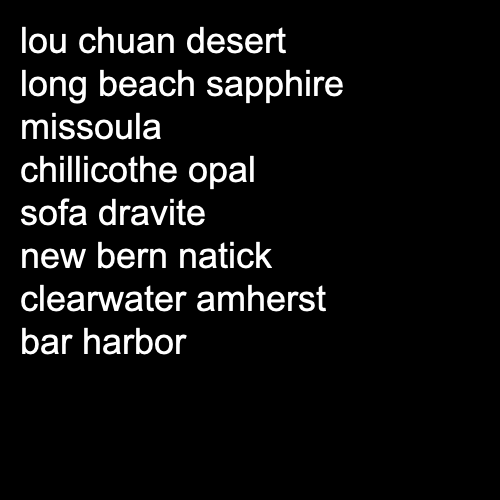 lou chuan desert
long beach sapphire
missoula
chillicothe opal
sofa dravite
new bern natick
clearwater amherst
bar harbor